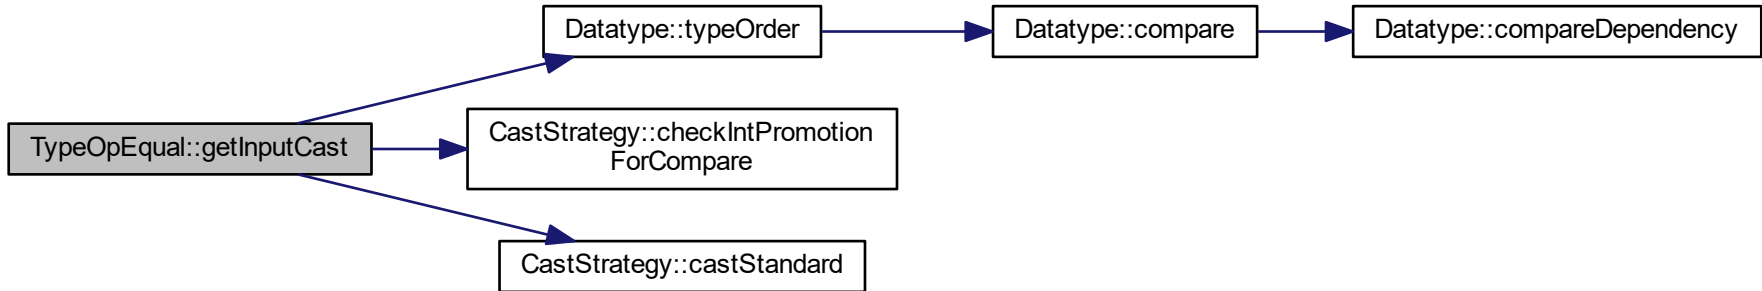 Datatype::typeOrder
Datatype::compare
Datatype::compareDependency
TypeOpEqual::getInputCast
CastStrategy::checkIntPromotion
ForCompare
CastStrategy::castStandard